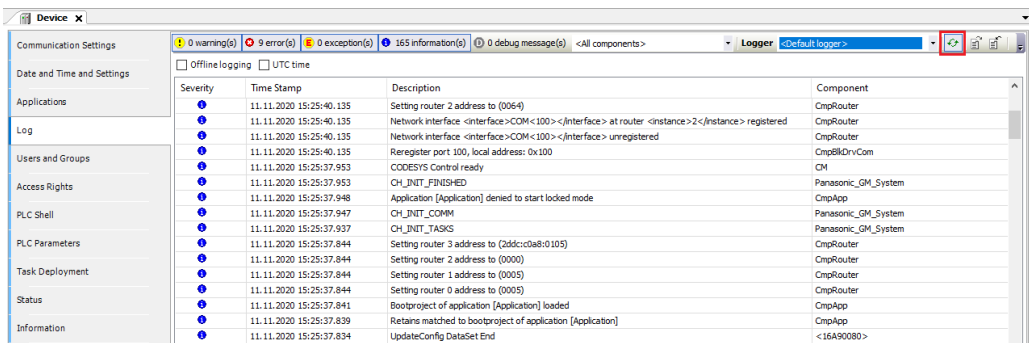 Device x
Communication Settings
Date and Time and Settings
Applications
Log
Users and Groups
Access Rights
PLC Shell
PLC Parameters
Task Deployment
Status
Information
0 warning(s) 9 error(s) 0 exception(s) 165 information(s) 0 debug message(s) <All components> Logger <Default logger>
Offline logging UTC time
Severity Time Stamp Description Component
11.11.2020 15:25:40.135 Setting router 2 address to (0064) CmpRouter
11.11.2020 15:25:40.135 Network interface <interface>COM<100></interface> at router <instance>2</instance> registered CmpRouter
11.11.2020 15:25:40.135 Network interface <interface>COM<100></interface> unregistered CmpRouter
11.11.2020 15:25:40.135 Reregister port 100, local address: 0x100 CmpBlkDrvCom
11.11.2020 15:25:37.953 CODESYS Control ready CM
11.11.2020 15:25:37.953 CH_INIT_FINISHED Panasonic_GM_System
11.11.2020 15:25:37.948 Application [Application] denied to start locked mode CmpApp
11.11.2020 15:25:37.947 CH_INIT_COMM Panasonic_GM_System
11.11.2020 15:25:37.937 CH_INIT_TASKS Panasonic_GM_System
11.11.2020 15:25:37.844 Setting router 3 address to (2ddc:c0a8:0105) CmpRouter
11.11.2020 15:25:37.844 Setting router 2 address to (0000) CmpRouter
11.11.2020 15:25:37.844 Setting router 1 address to (0005) CmpRouter
11.11.2020 15:25:37.844 Setting router 0 address to (0005) CmpRouter
11.11.2020 15:25:37.841 Bootproject of application [Application] loaded CmpApp
11.11.2020 15:25:37.839 Retains matched to bootproject of application [Application] CmpApp
11.11.2020 15:25:37.834 UpdateConfig DataSet End <16A90080>